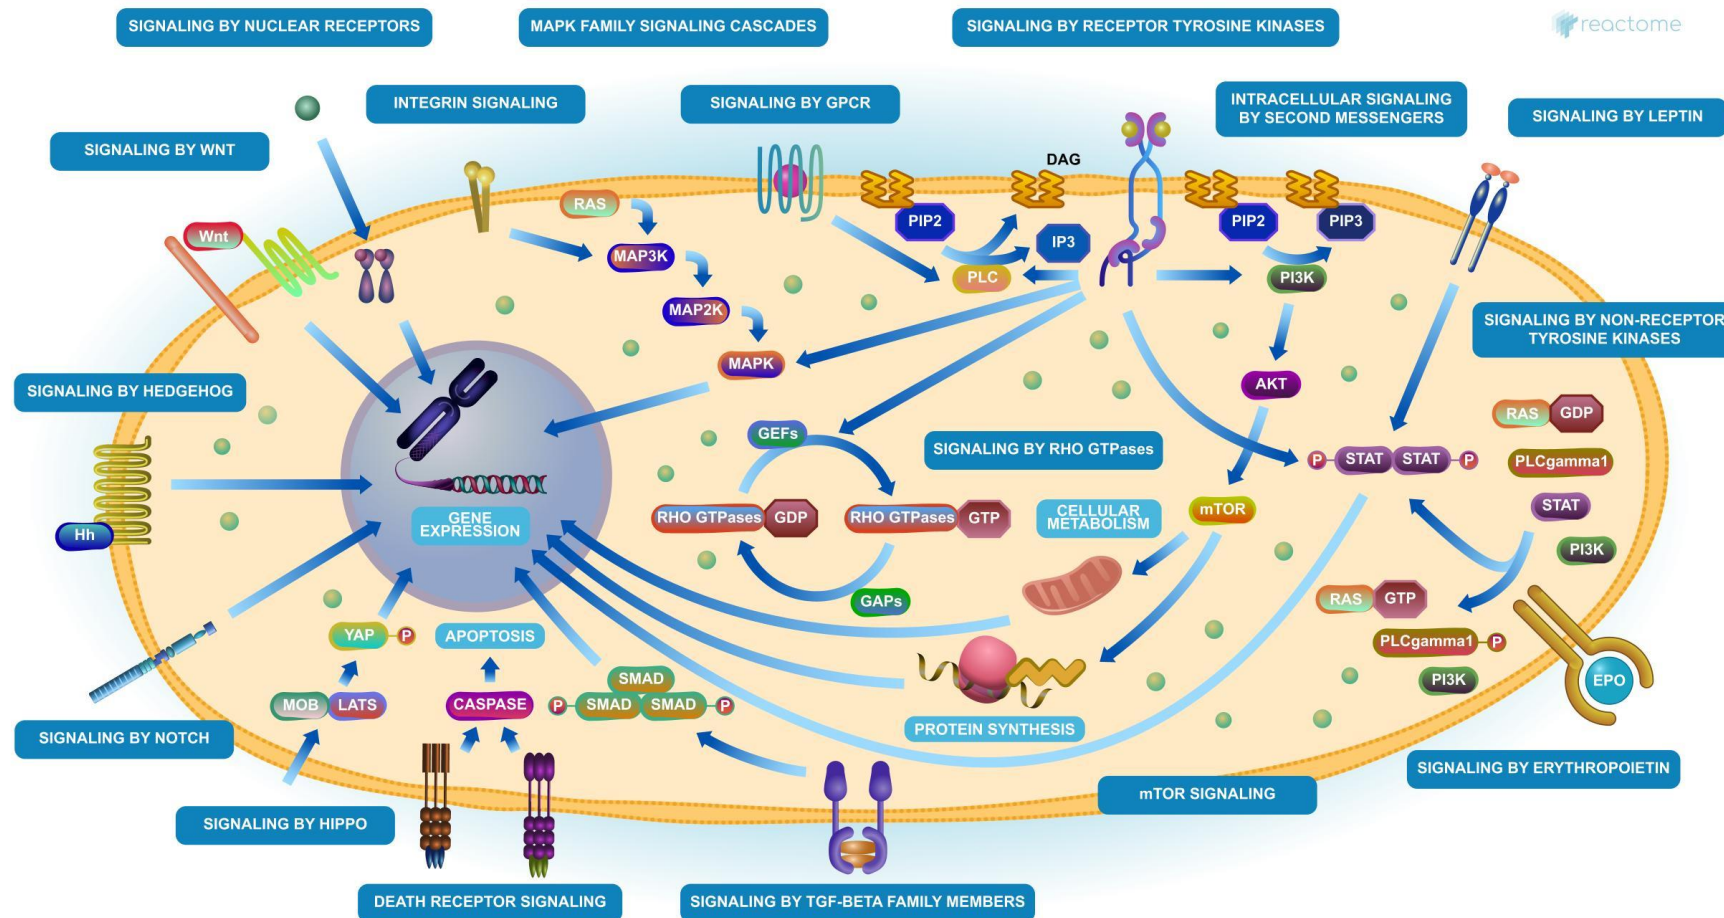 SIGNALING BY NUCLEAR RECEPTORS
MAPK FAMILY SIGNALING CASCADES
SIGNALING BY RECEPTOR TYROSINE KINASES
reactome
INTEGRIN SIGNALING
SIGNALING BY GPCR
INTRACELLULAR SIGNALING
BY SECOND MESSENGERS
SIGNALING BY LEPTIN
SIGNALING BY WNT
DAG
RAS
Wnt
PIP2
IP3
PIP2
PIP3
MAP3K
PLC
PI3K
MAP2K
SIGNALING BY NON-RECEPTOR
TYROSINE KINASES
MAPK
SIGNALING BY HEDGEHOG
AKT
RAS
GDP
GEFs
SIGNALING BY RHO GTPases
P
STAT
STAT
P
PLCgamma1
STAT
RHO GTPases
GDP
RHO GTPases
GTP
CELLULAR
METABOLISM
mTOR
GENE
EXPRESSION
Hh
PI3K
GAPs
RAS
GTP
YAP
P
APOPTOSIS
PLCgamma1
P
SMAD
PI3K
EPO
MOB
LATS
CASPASE
P
SMAD
SMAD
P
PROTEIN SYNTHESIS
SIGNALING BY NOTCH
SIGNALING BY ERYTHROPOIETIN
mTOR SIGNALING
SIGNALING BY HIPPO
DEATH RECEPTOR SIGNALING
SIGNALING BY TGF-BETA FAMILY MEMBERS